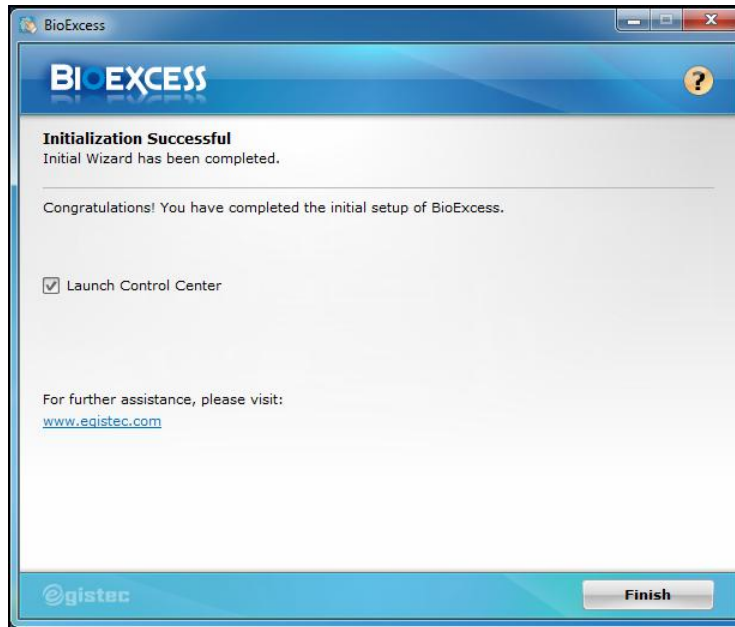 BioExcess
BIOEXCESS
?
Initialization Successful
Initial Wizard has been completed.
Congratulations! You have completed the initial setup of BioExcess.
Launch Control Center
For further assistance, please visit:
www.egistec.com
egistec
Finish